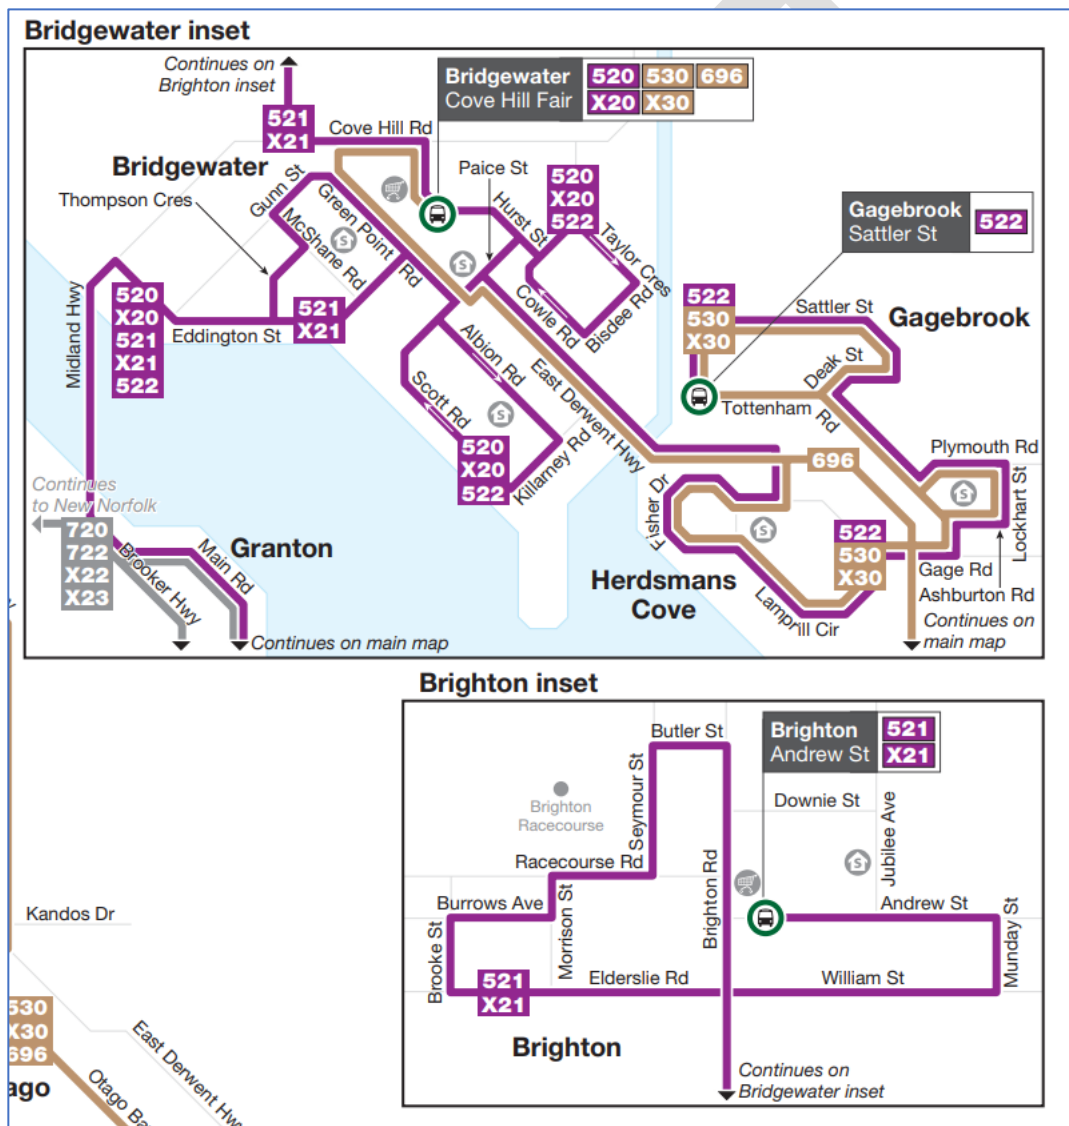 Bridgewater inset
Continues on
Brighton inset
521
X21
Cove Hill Rd
Bridgewater
Cove Hill Fair
520 530 696
X20 X30
Bridgewater
Thompson Cres
Gunn St
McShane Rd
Green Point Rd
Paice St
Hurst St
520
X20
522
Taylor Cres
Bisdee Rd
Cowle Rd
Gagebrook
Sattler St
522
522
530
X30
Sattler St
Gagebrook
Deak St
Tottenham Rd
Midland Hwy
520
X20
521
X21
522
Eddington St
521
X21
Albion Rd
Scott Rd
Killarney Rd
520
X20
522
East Derwent Hwy
696
Plymouth Rd
Lockhart St
Fisher Dr
522
530
X30
Gage Rd
Ashburton Rd
Herdsmans
Cove
Lamprill Cir
Continues on
main map
Continues
to New Norfolk
720
722
X22
X23
Granton
Main Rd
Brooker Hwy
Continues on main map
Brighton inset
Butler St
Seymour St
Brighton
Andrew St
521
X21
Brighton
Racecourse
Downie St
Jubilee Ave
Racecourse Rd
Brighton Rd
Burrows Ave
Morrison St
Brooke St
Andrew St
Munday St
521
X21
Elderslie Rd
William St
Brighton
Continues on
Bridgewater inset
Kandos Dr
530
X30
696
ago
East Derwent Hwy
Otago Ba